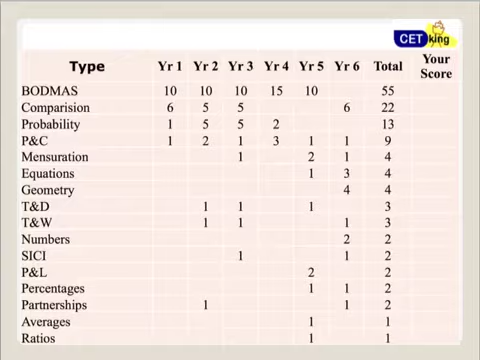 CET king
Type Yr 1 Yr 2 Yr 3 Yr 4 Yr 5 Yr 6 Total Your Score
BODMAS 10 10 10 15 10 55
Comparision 6 5 5 6 22
Probability 1 5 5 2 13
P&C 1 2 1 3 1 1 9
Mensuration 1 2 1 4
Equations 1 3 4
Geometry 4 4
T&D 1 1 1 3
T&W 1 1 1 3
Numbers 2 2
SICI 1 1 2
P&L 2 2
Percentages 1 1 2
Partnerships 1 1 2
Averages 1 1
Ratios 1 1